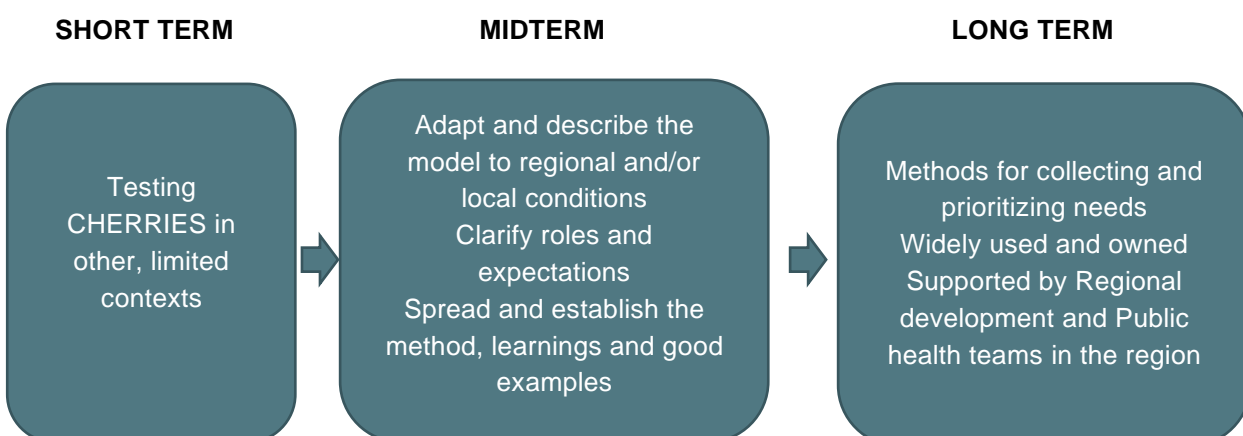 SHORT TERM
MIDTERM
LONG TERM
Testing
CHERRIES in
other, limited
contexts
Adapt and describe the
model to regional and/or
local conditions
Clarify roles and
expectations
Spread and establish the
method, learnings and good
examples
Methods for collecting and
prioritizing needs
Widely used and owned
Supported by Regional
development and Public
health teams in the region